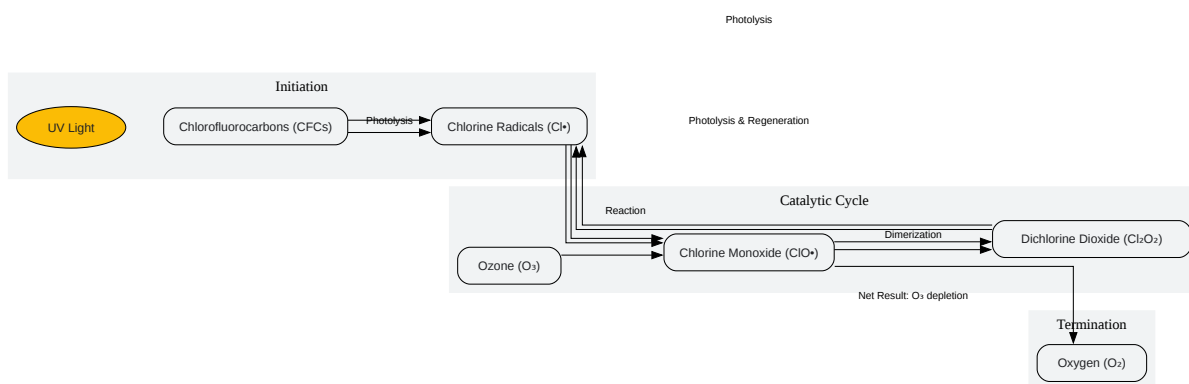 Photolysis
Initiation
UV Light
Chlorofluorocarbons (CFCs)
Photolysis
Chlorine Radicals (Cl•)
Photolysis & Regeneration
Catalytic Cycle
Reaction
Ozone (O₃)
Chlorine Monoxide (ClO•)
Dimerization
Dichlorine Dioxide (Cl₂O₂)
Net Result: O₃ depletion
Termination
Oxygen (O₂)